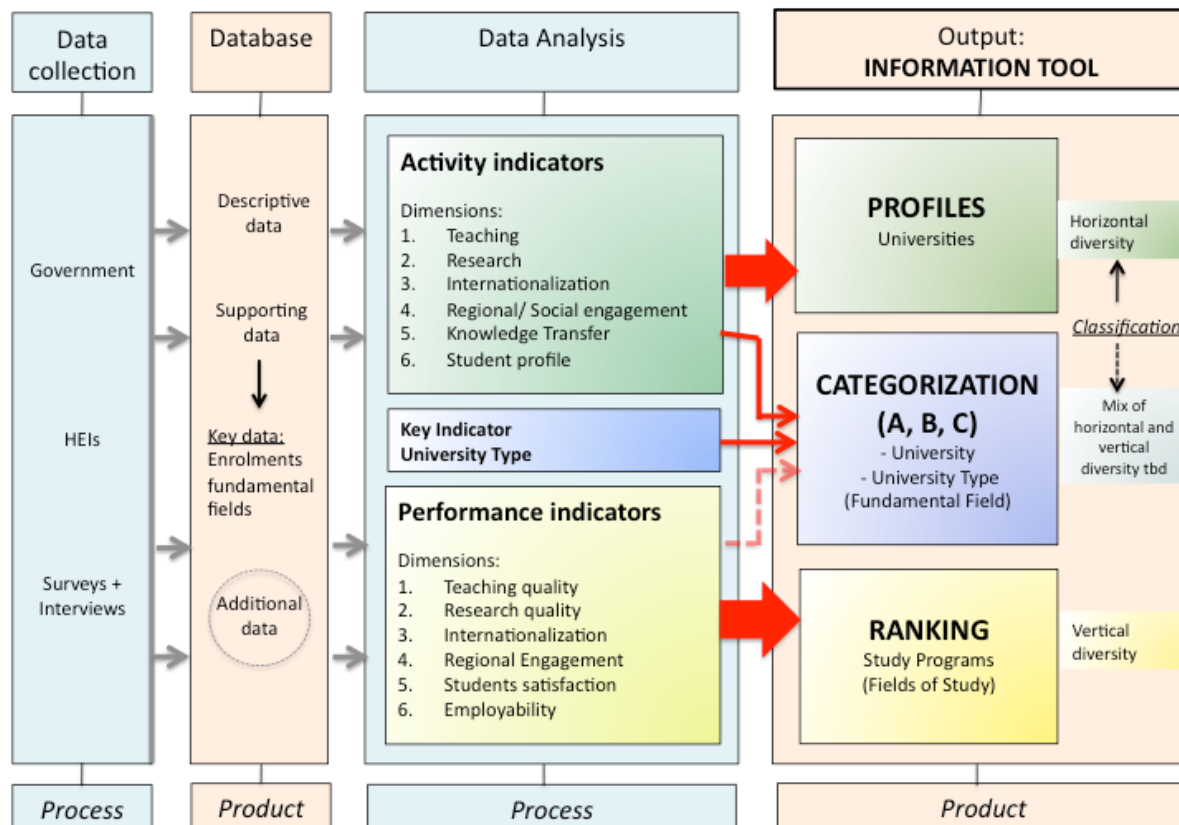 Data
collection
Database
Data Analysis
Output:
INFORMATION TOOL
Government
HEIs
Surveys +
Interviews
Descriptive
data
Supporting
data
Key data:
Enrolments
fundamental
fields
Additional
data
Activity indicators
Dimensions:
1. Teaching
2. Research
3. Internationalization
4. Regional/ Social engagement
5. Knowledge Transfer
6. Student profile
Key Indicator
University Type
Performance indicators
Dimensions:
1. Teaching quality
2. Research quality
3. Internationalization
4. Regional Engagement
5. Students satisfaction
6. Employability
PROFILES
Universities
CATEGORIZATION
(A, B, C)
- University
- University Type
(Fundamental Field)
RANKING
Study Programs
(Fields of Study)
Horizontal
diversity
Classification
Mix of
horizontal and
vertical
diversity tbd
Vertical
diversity
Process
Product
Process
Product